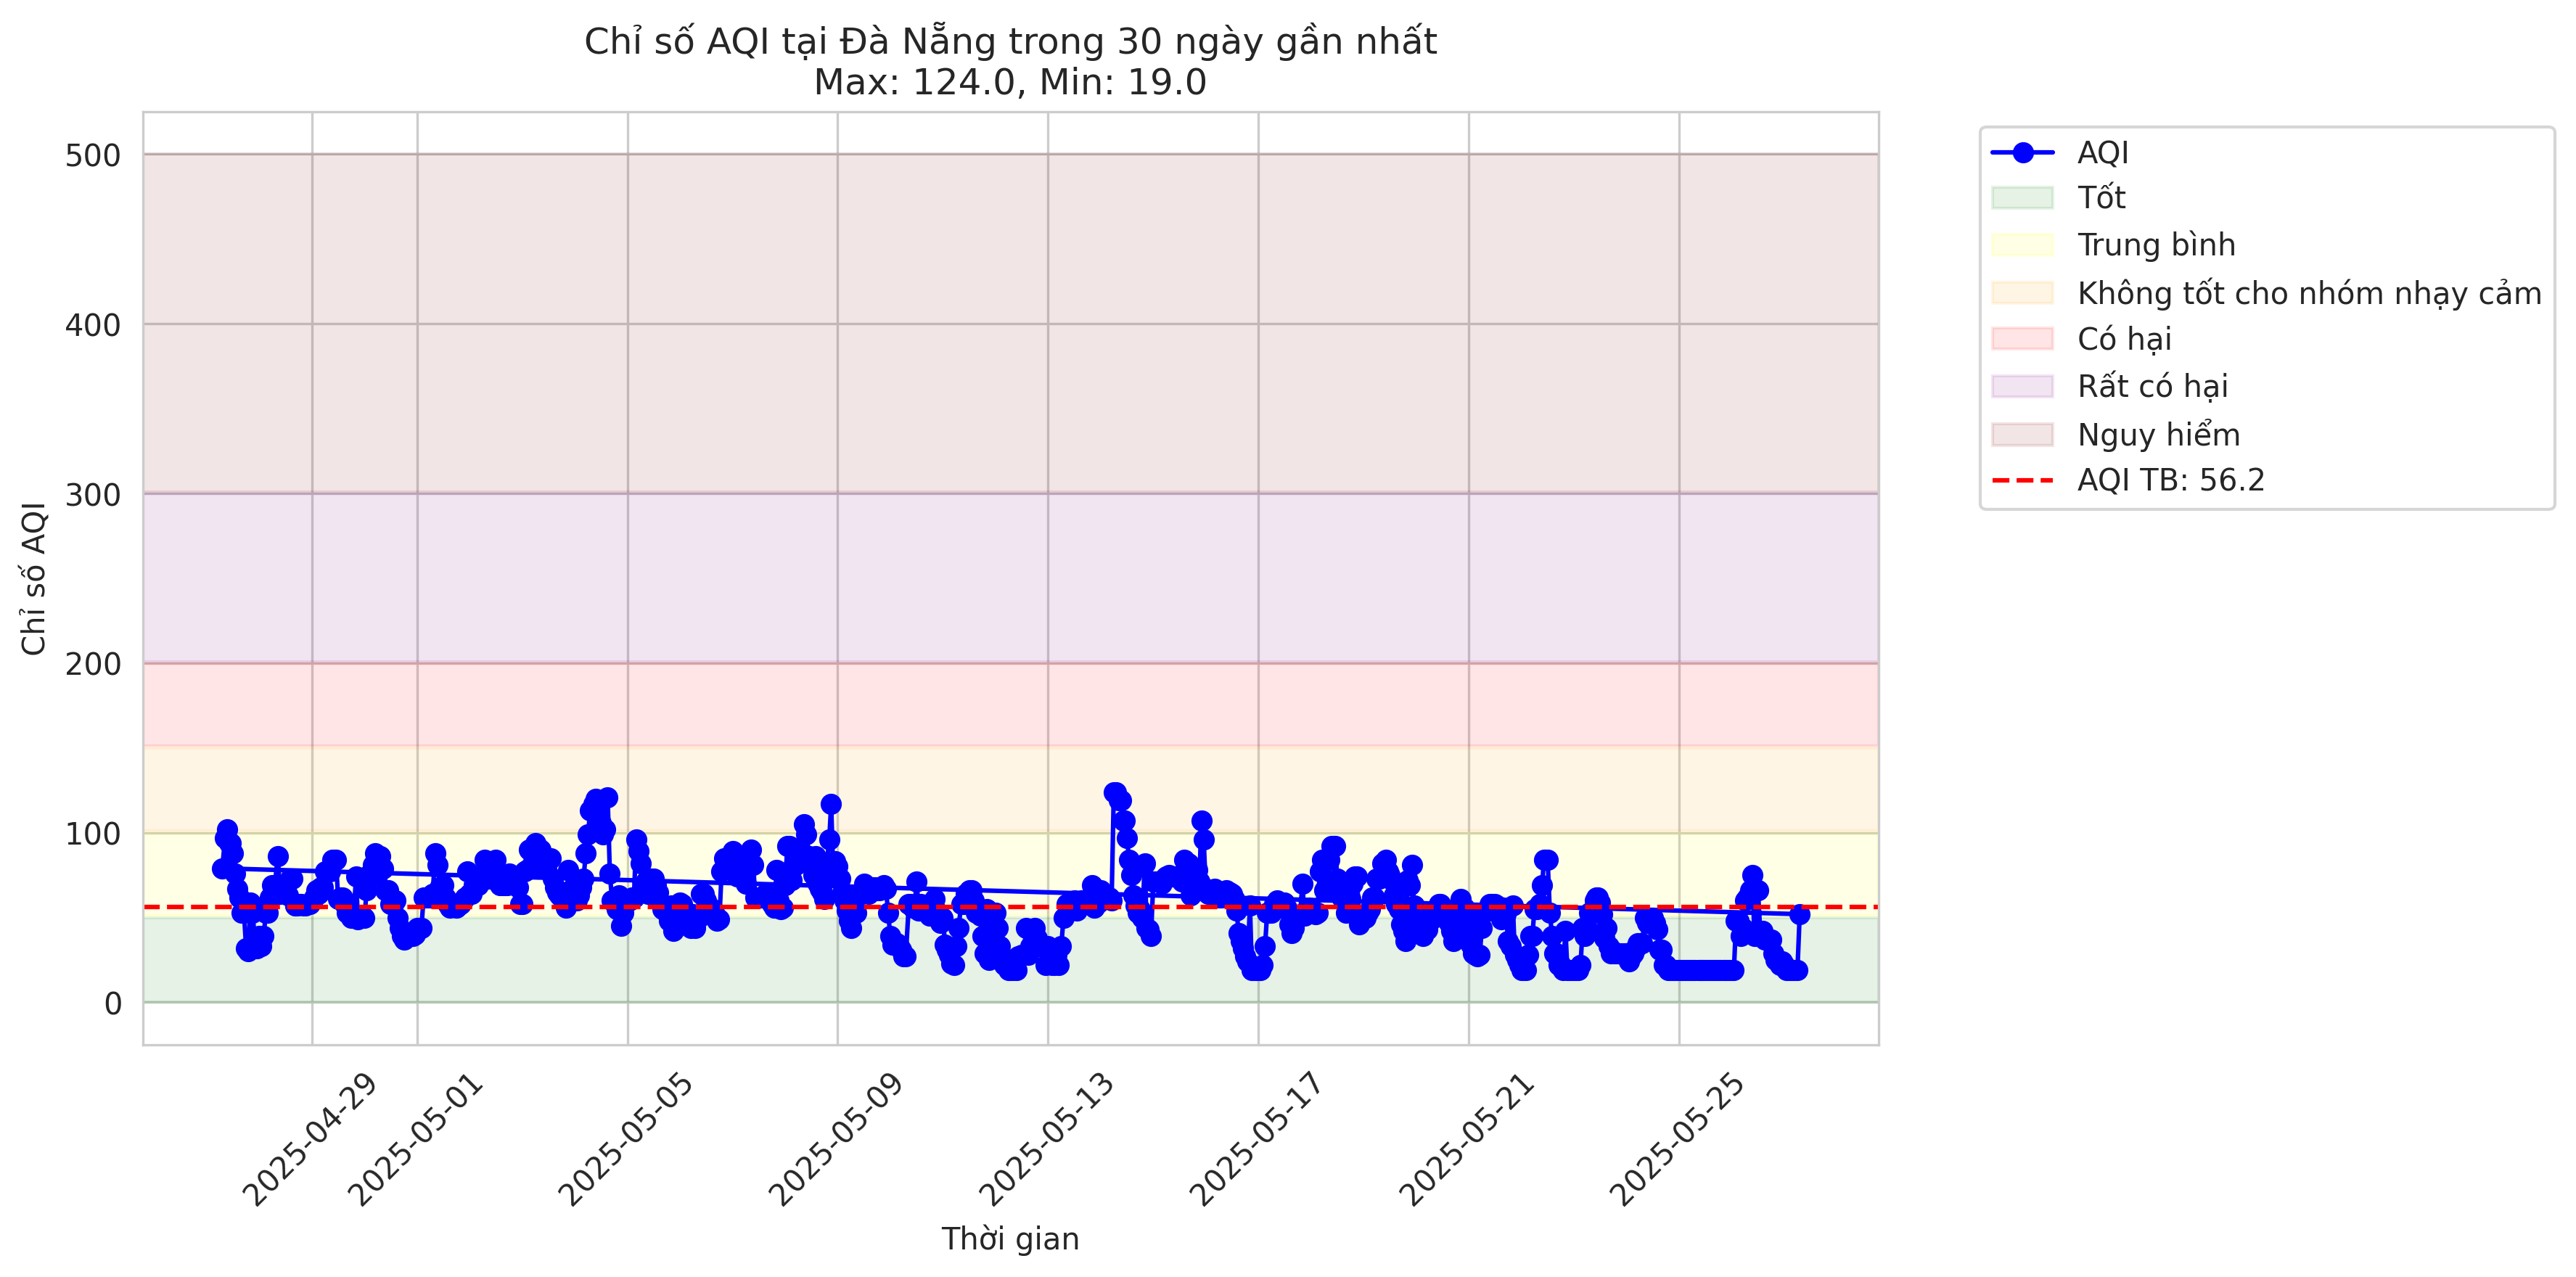 Chỉ số AQI tại Đà Nẵng trong 30 ngày gần nhất
Max: 124.0, Min: 19.0
Chỉ số AQI
500
400
300
200
100
0
2025-04-29
2025-05-01
2025-05-05
2025-05-09
2025-05-13
2025-05-17
2025-05-21
2025-05-25
Thời gian
AQI
Tốt
Trung bình
Không tốt cho nhóm nhạy cảm
Có hại
Rất có hại
Nguy hiểm
AQI TB: 56.2